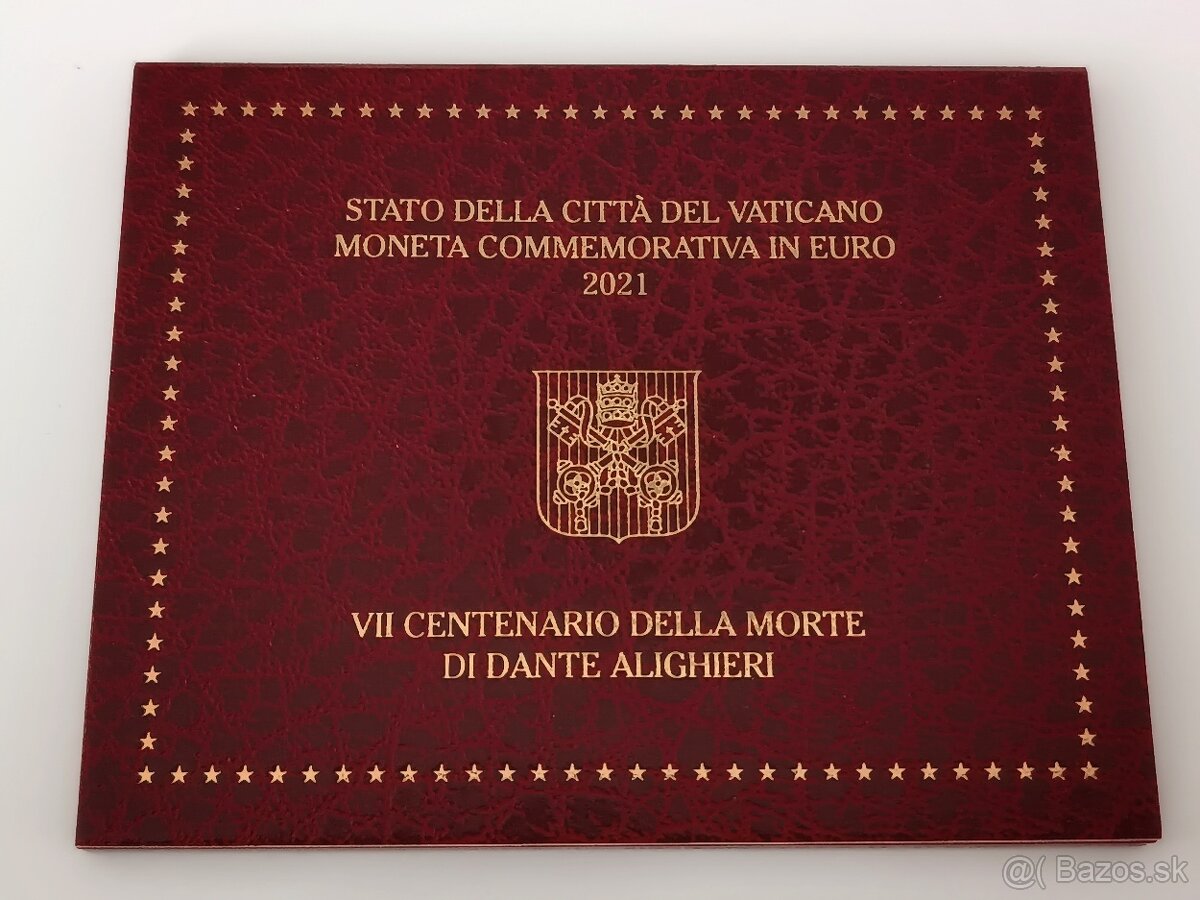 STATO DELLA CITTÀ DEL VATICANO
MONETA COMMEMORATIVA IN EURO
2021
VII CENTENARIO DELLA MORTE
DI DANTE ALIGHIERI
@( Bazos.sk